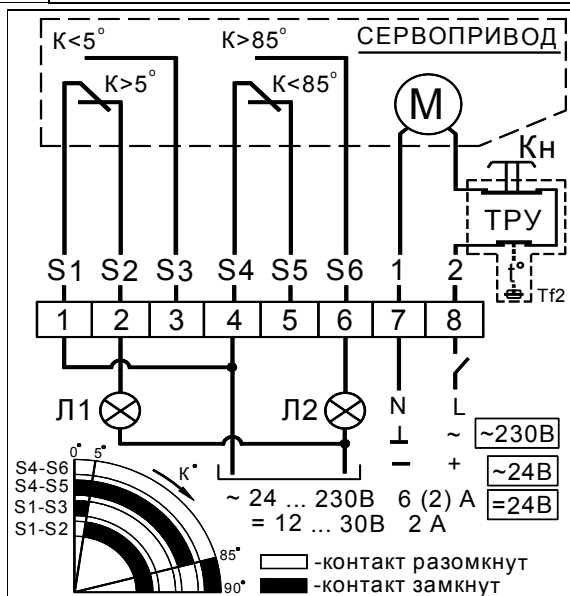 К<5°
К>85°
СЕРВОПРИВОД
К>5°
К<85°
М
Кн
ТРУ
t°
Tf2
S1 S2 S3 S4 S5 S6 1 2
1 2 3 4 5 6 7 8
Л1
Л2
N
L
⊥ ~ ~230В
− + ~24В
=24В
~ 24 ... 230В 6 (2) А
= 12 ... 30В 2 А
0° 5°
К°
S4-S6
S4-S5
S1-S3
S1-S2
85°
90°
-контакт разомкнут
-контакт замкнут